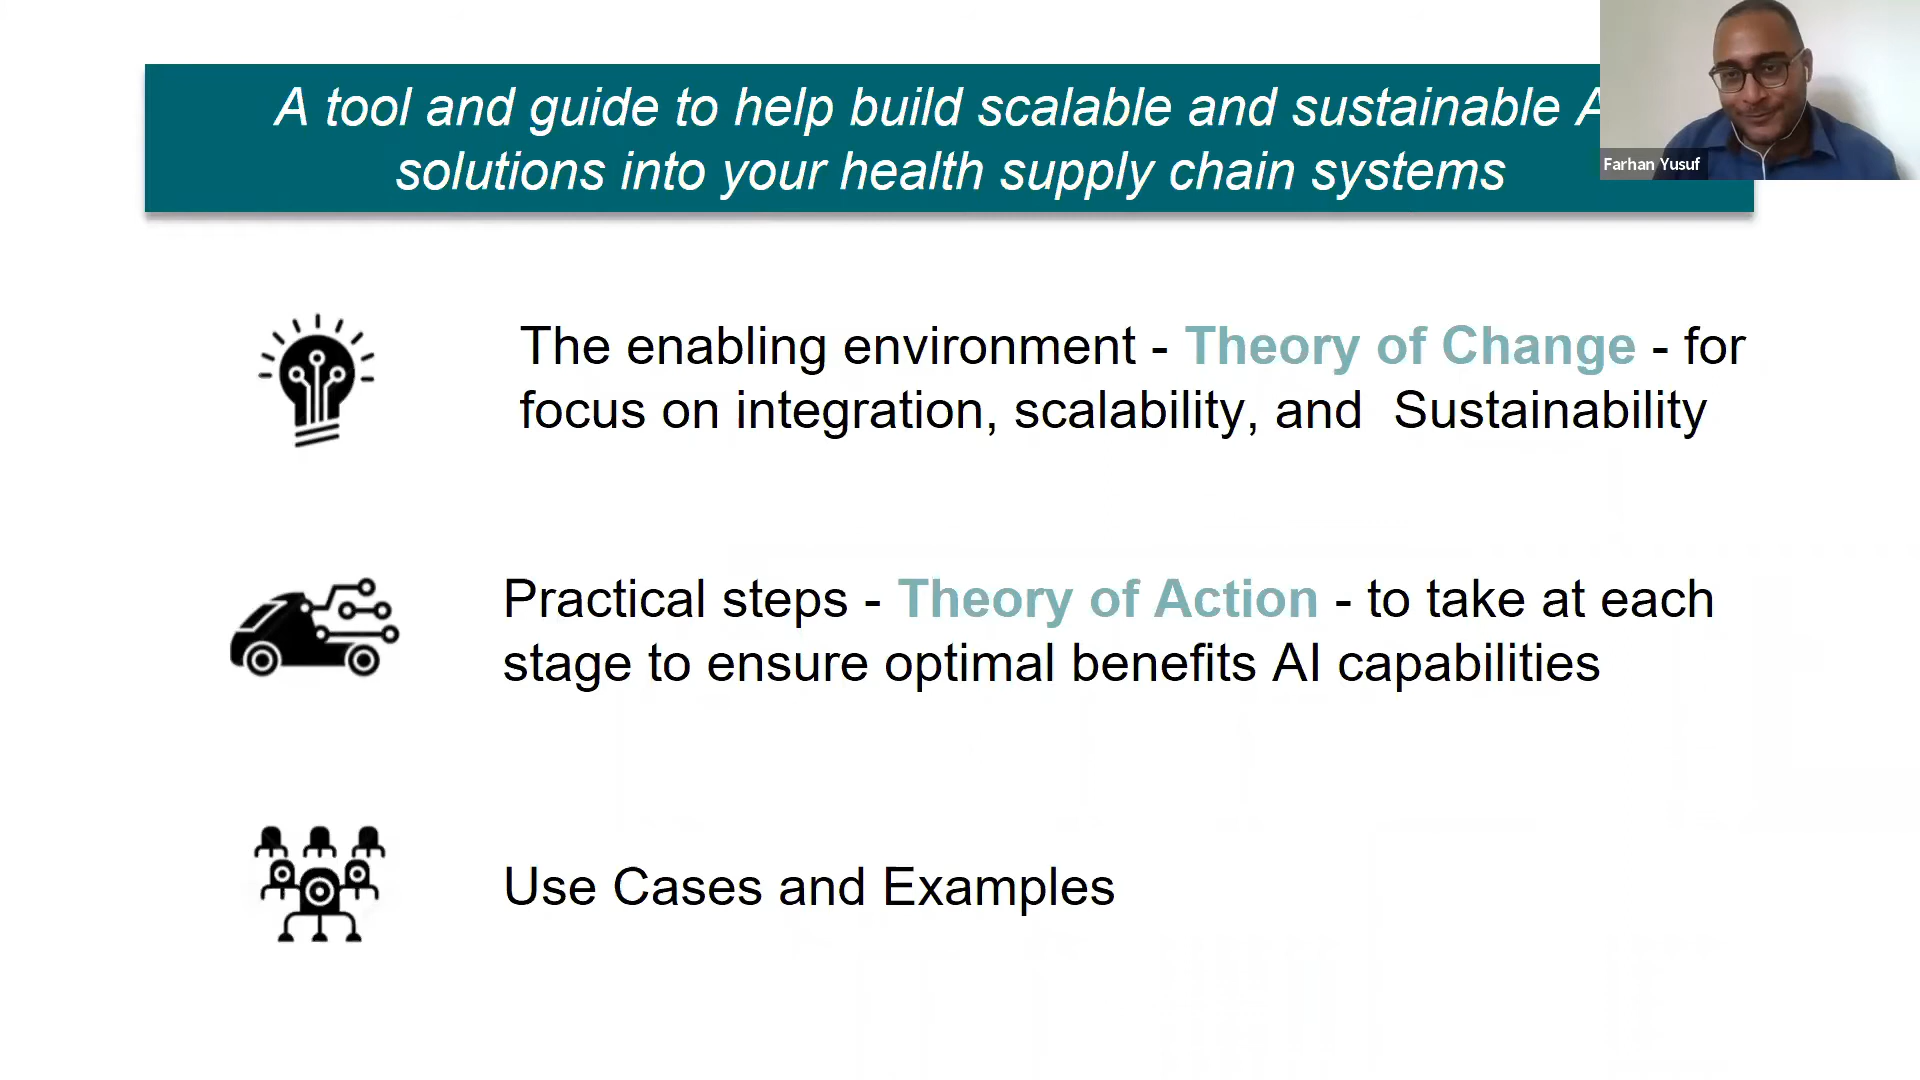 A tool and guide to help build scalable and sustainable
solutions into your health supply chain systems
Farhan Yusuf
The enabling environment - Theory of Change - for
focus on integration, scalability, and Sustainability
Practical steps - Theory of Action - to take at each
stage to ensure optimal benefits AI capabilities
Use Cases and Examples